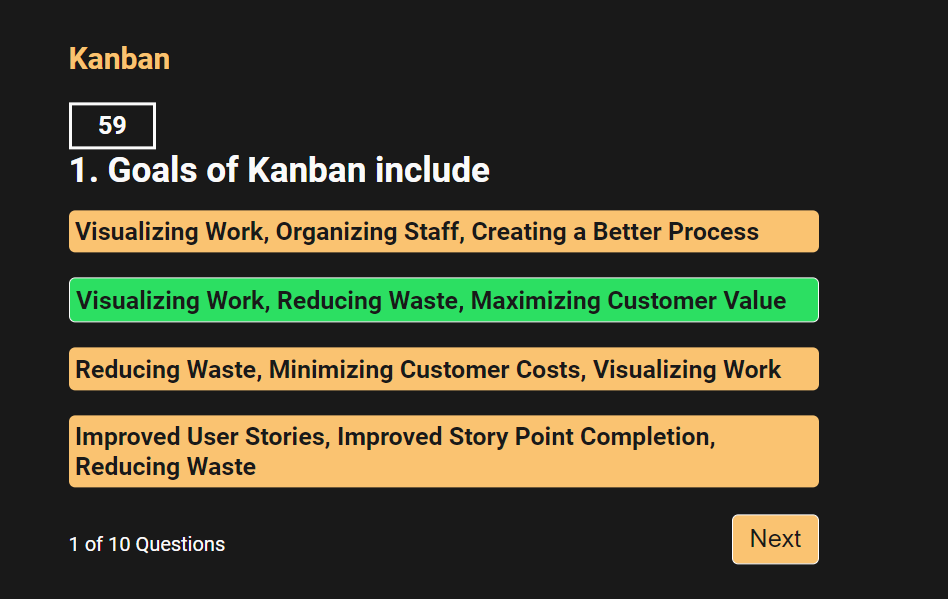 Kanban
59
1. Goals of Kanban include
Visualizing Work, Organizing Staff, Creating a Better Process
Visualizing Work, Reducing Waste, Maximizing Customer Value
Reducing Waste, Minimizing Customer Costs, Visualizing Work
Improved User Stories, Improved Story Point Completion,
Reducing Waste
1 of 10 Questions
Next